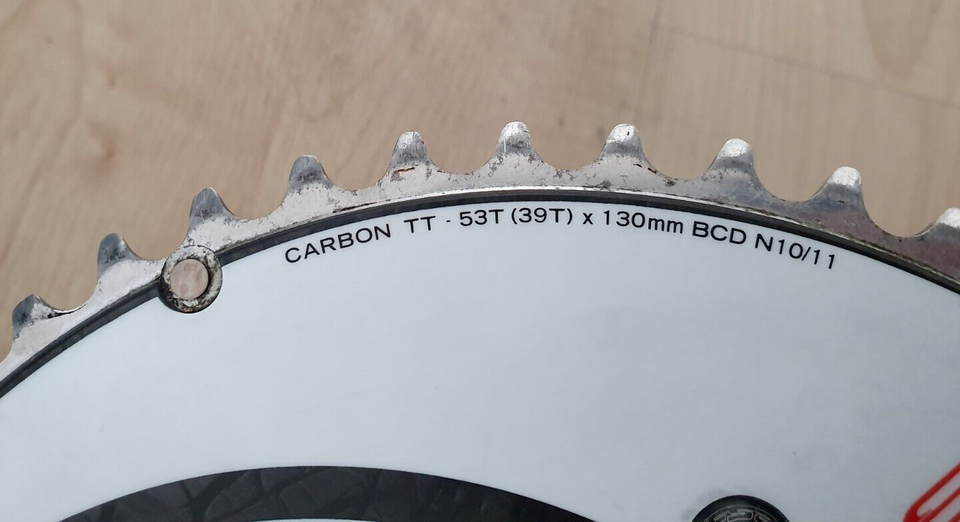 CARBON TT - 53T (39T) x 130mm BCD N10/11